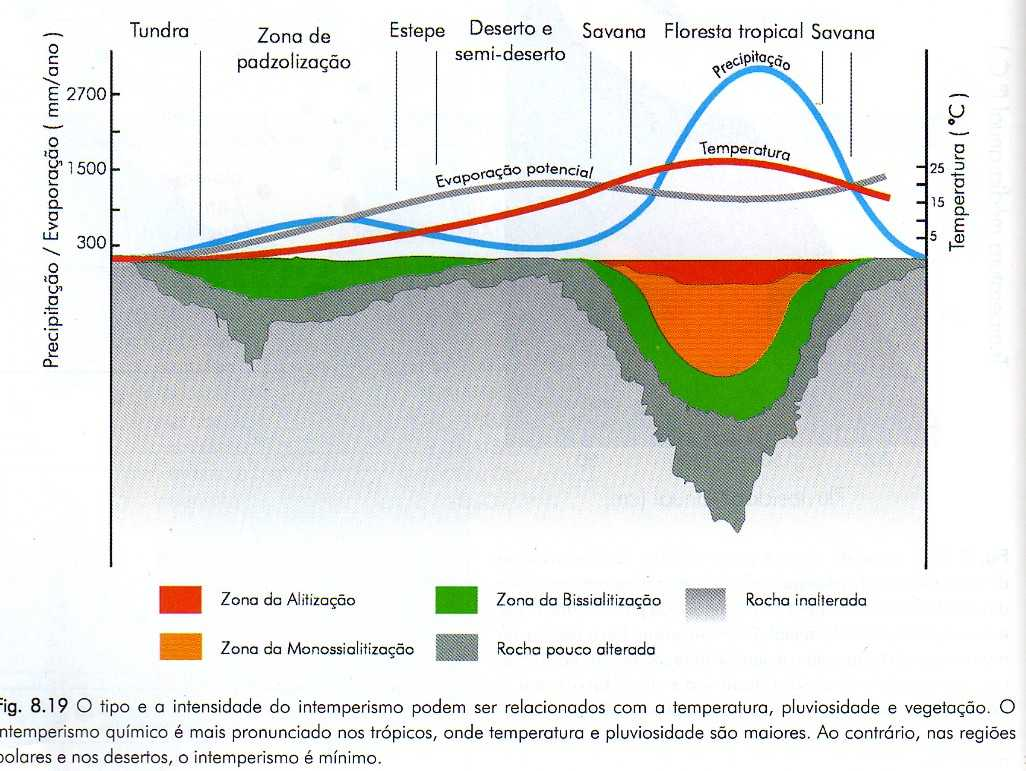 Tundra
Zona de
padzolização
Estepe
Deserto e
semi-deserto
Savana
Floresta tropical
Savana
Precipitação / Evaporação ( mm/ano )
2700
1500
300
Precipitação
Temperatura
Evaporação potencial
25
15
5
Temperatura ( °C )
Zona da Alitização
Zona da Bissialitização
Rocha inalterada
Zona da Monossialitização
Rocha pouco alterada
Fig. 8.19 O tipo e a intensidade do intemperismo podem ser relacionados com a temperatura, pluviosidade e vegetação. O
intemperismo químico é mais pronunciado nos trópicos, onde temperatura e pluviosidade são maiores. Ao contrário, nas regiões
polares e nos desertos, o intemperismo é mínimo.